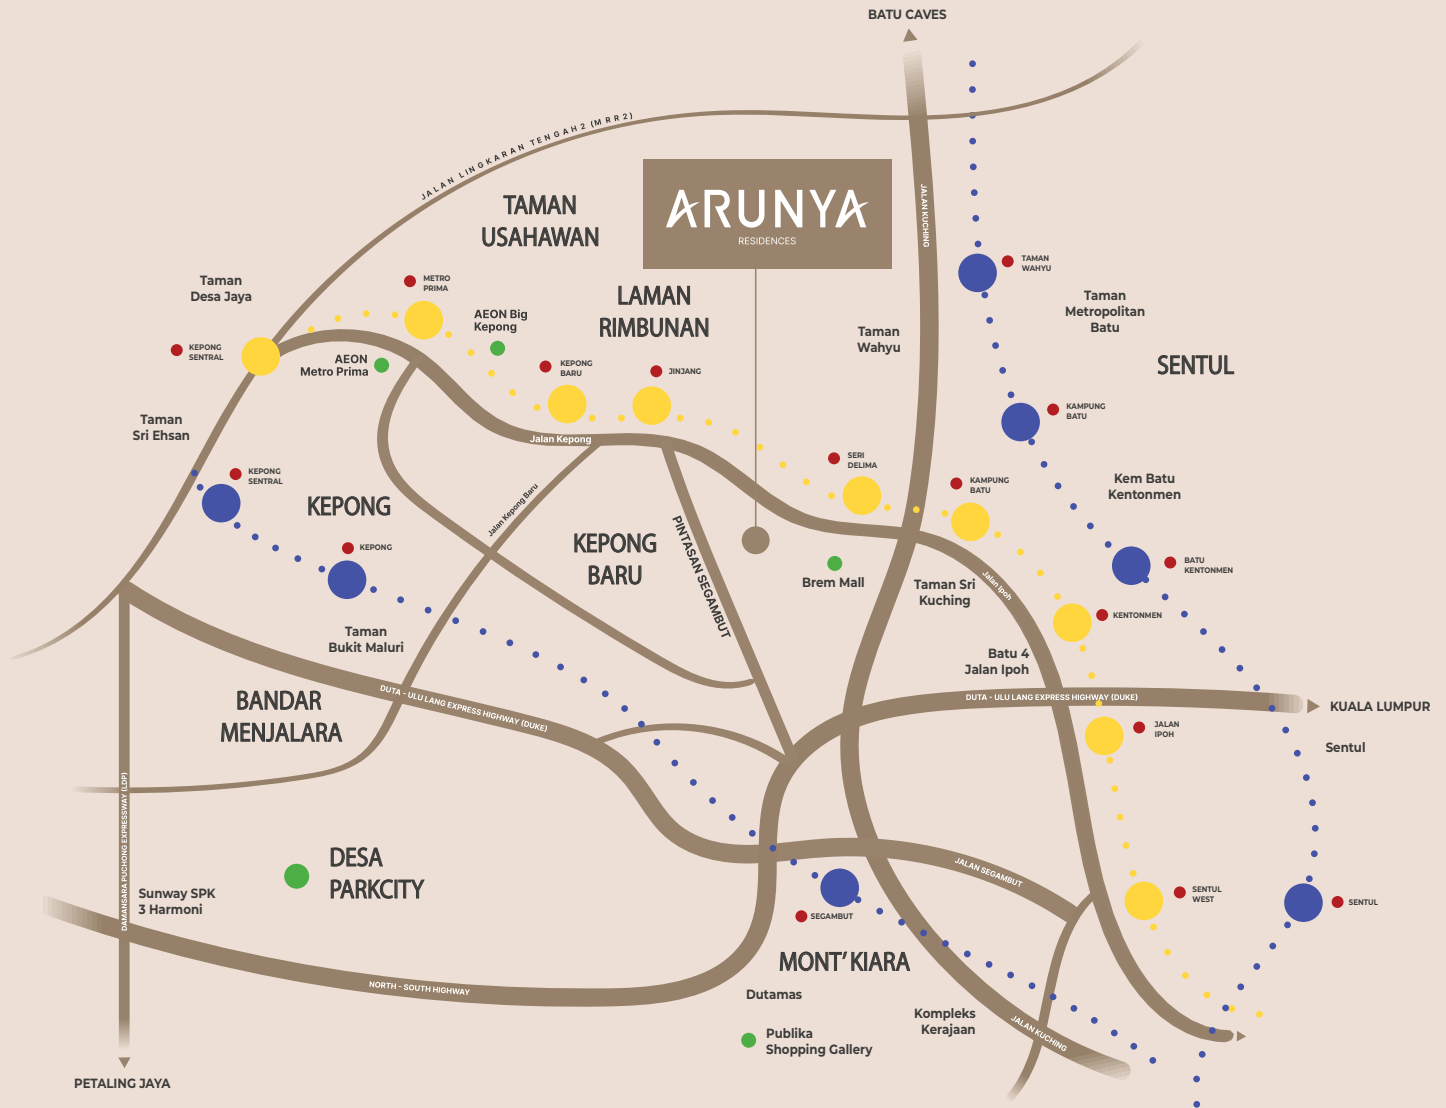 BATU CAVES
JALAN LINGKARAN TENGAH 2 (MRR2)
JALAN KUCHING
TAMAN
USAHAWAN
ARUNYA
RESIDENCES
TAMAN
WAHYU
Taman
Desa Jaya
METRO
PRIMA
AEON Big
Kepong
LAMAN
RIMBUNAN
Taman
Metropolitan
Batu
KEPONG
SENTRAL
AEON
Metro Prima
KEPONG
BARU
JINJANG
Taman
Wahyu
SENTUL
Taman
Sri Ehsan
Jalan Kepong
KAMPUNG
BATU
KEPONG
SENTRAL
SERI
DELIMA
KAMPUNG
BATU
Kem Batu
Kentonmen
KEPONG
Jalan Kepong Baru
KEPONG
KEPONG
BARU
PINTASAN SEGAMBUT
Brem Mall
Taman Sri
Kuching
Jalan Ipoh
BATU
KENTONMEN
KENTONMEN
Taman
Bukit Maluri
Batu 4
Jalan Ipoh
BANDAR
MENJALARA
DUTA - ULU LANG EXPRESS HIGHWAY (DUKE)
DUTA - ULU LANG EXPRESS HIGHWAY (DUKE)
KUALA LUMPUR
JALAN
IPOH
Sentul
DAMANSARA PUCHONG EXPRESSWAY (LDP)
DESA
PARKCITY
Sunway SPK
3 Harmoni
JALAN SEGAMBUT
SEGAMBUT
SENTUL
WEST
SENTUL
MONT’ KIARA
NORTH - SOUTH HIGHWAY
Dutamas
Kompleks
Kerajaan
JALAN KUCHING
Publika
Shopping Gallery
PETALING JAYA